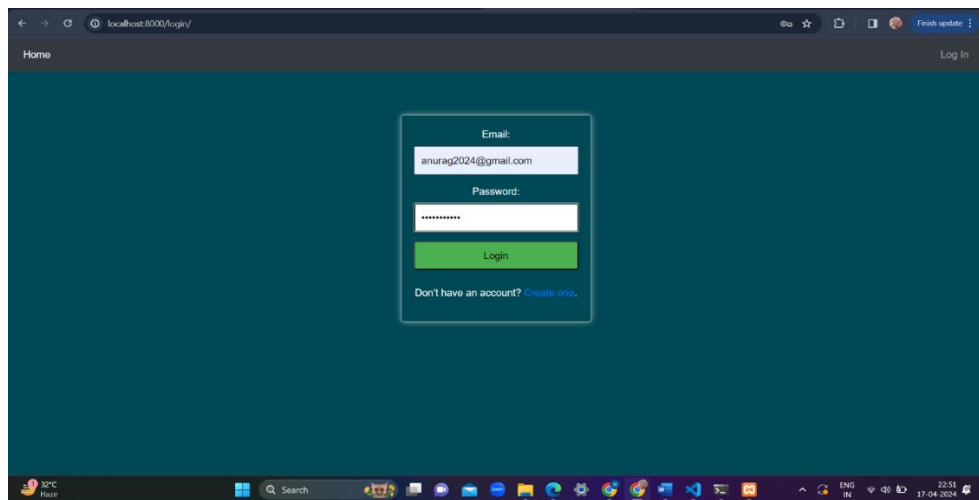 localhost:8000/login/
Finish update
Home
Log In
Email:
anurag2024@gmail.com
Password:
•••••••••••
Login
Don't have an account? Create one.
32°C
Haze
Search
ENG
IN
22:51
17-04-2024